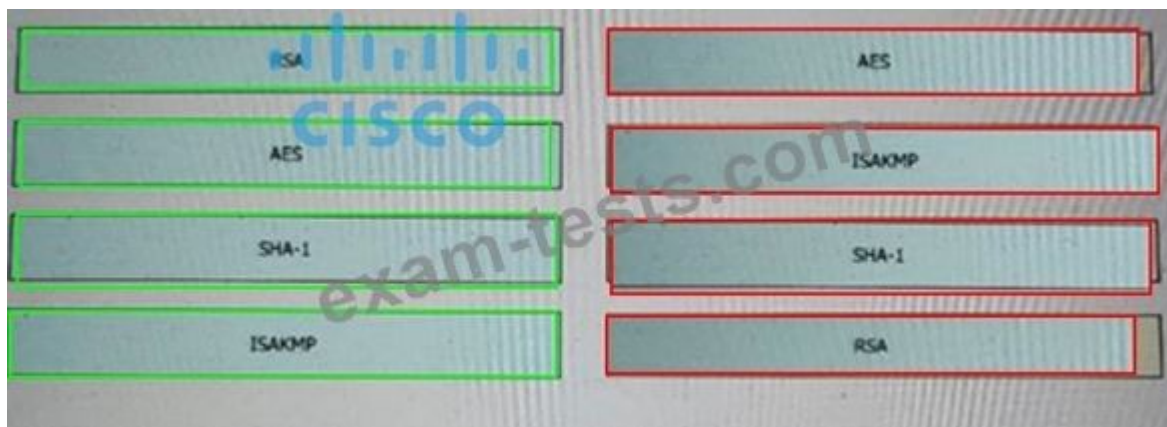 RSA AES
CISCO
AES ISAKMP
exam-tests.com
SHA-1 SHA-1
ISAKMP RSA